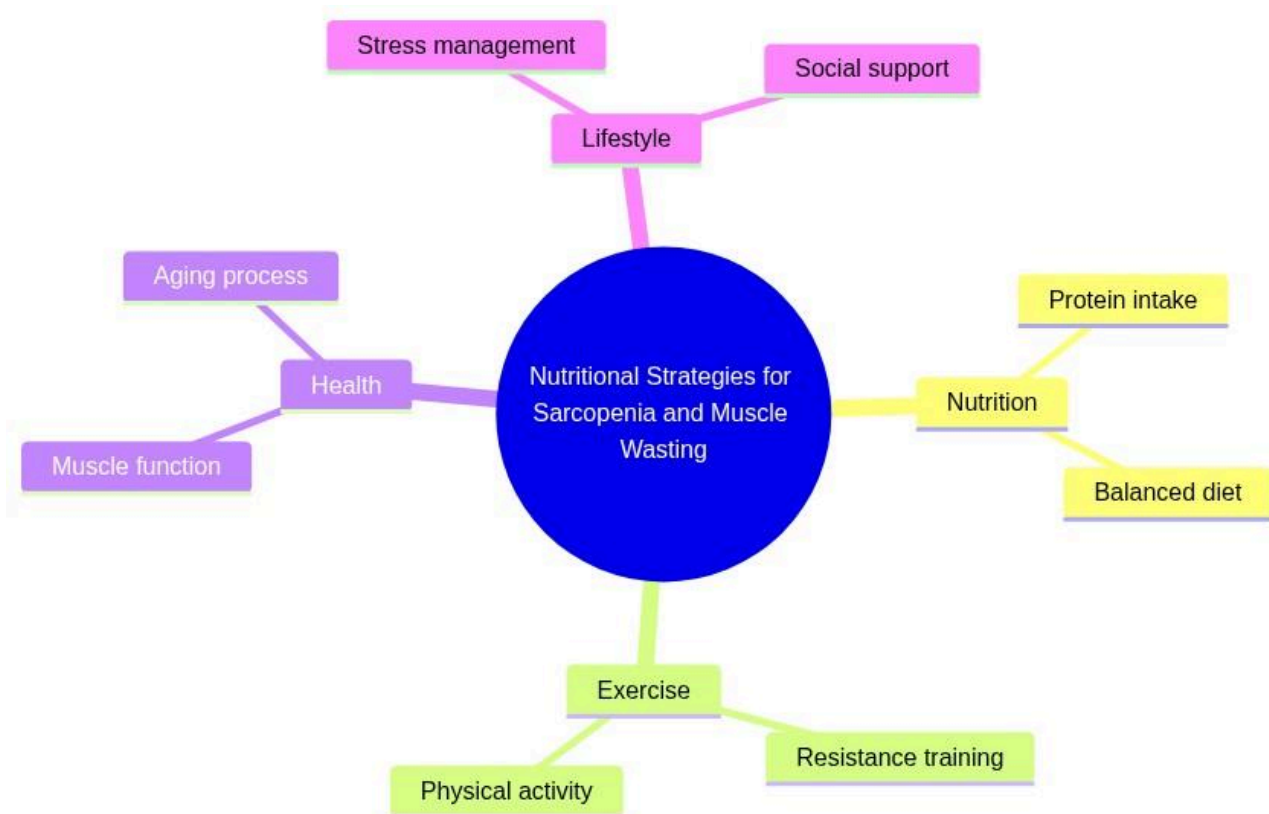 Stress management
Social support
Lifestyle
Aging process
Protein intake
Health
Nutritional Strategies for
Sarcopenia and Muscle
Wasting
Nutrition
Muscle function
Balanced diet
Exercise
Resistance training
Physical activity